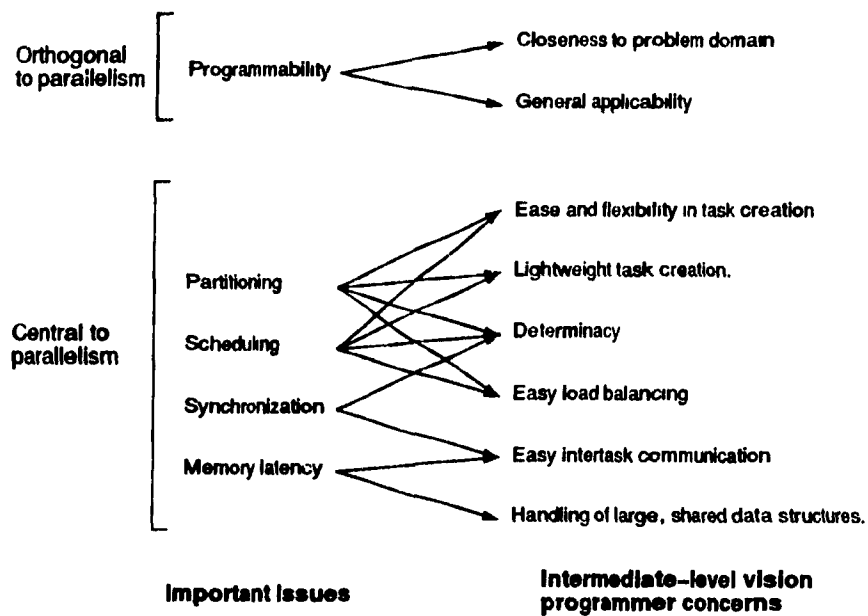 Orthogonal
to parallelism
Programmability
Closeness to problem domain
General applicability
Central to
parallelism
Partitioning
Scheduling
Synchronization
Memory latency
Ease and flexibility in task creation
Lightweight task creation.
Determinacy
Easy load balancing
Easy intertask communication
Handling of large, shared data structures.
Important issues
Intermediate-level vision
programmer concerns